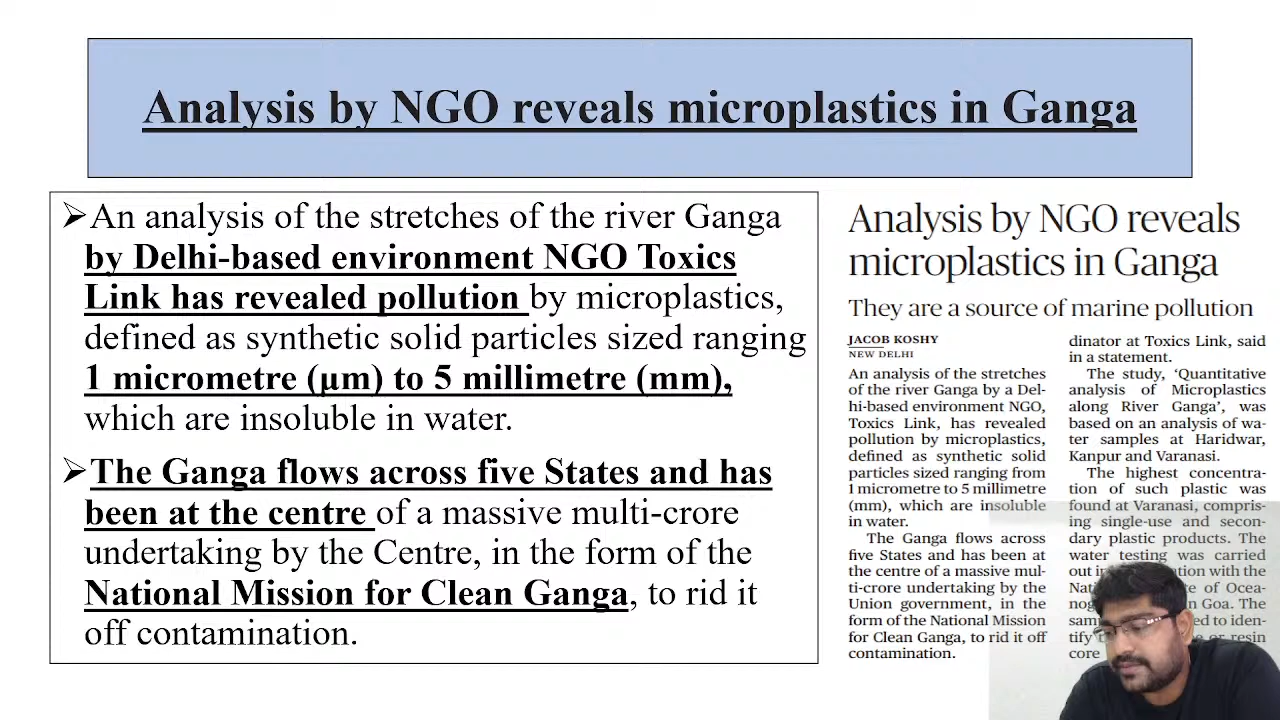 Analysis by NGO reveals microplastics in Ganga
➢An analysis of the stretches of the river Ganga
by Delhi-based environment NGO Toxics
Link has revealed pollution by microplastics,
defined as synthetic solid particles sized ranging
1 micrometre (μm) to 5 millimetre (mm),
which are insoluble in water.
➢The Ganga flows across five States and has
been at the centre of a massive multi-crore
undertaking by the Centre, in the form of the
National Mission for Clean Ganga, to rid it
off contamination.
Analysis by NGO reveals
microplastics in Ganga
They are a source of marine pollution
JACOB KOSHY
NEW DELHI
An analysis of the stretches
of the river Ganga by a Del-
hi-based environment NGO,
Toxics Link, has revealed
pollution by microplastics,
defined as synthetic solid
particles sized ranging from
1 micrometre to 5 millimetre
(mm), which are insoluble
in water.
The Ganga flows across
five States and has been at
the centre of a massive mul-
ti-crore undertaking by the
Union government, in the
form of the National Mission
for Clean Ganga, to rid it off
contamination.
dinator at Toxics Link, said
in a statement.
The study, ‘Quantitative
analysis of Microplastics
along River Ganga’, was
based on an analysis of wa-
ter samples at Haridwar,
Kanpur and Varanasi.
The highest concentra-
tion of such plastic was
found at Varanasi, compris-
ing single-use and secon-
dary plastic products. The
water testing was carried
out with the
of Ocea-
in Goa. The
to iden-
tify or resin
core